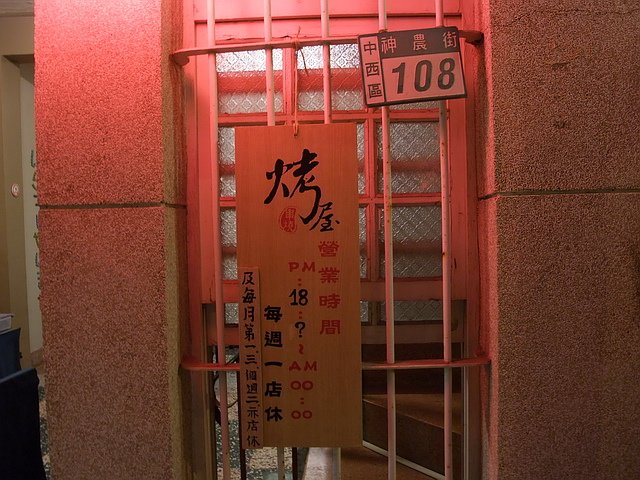 中西區
神農街
108
烤屋
營業時間
PM
:18:?
~
AM
00:00
每週一店休
及每月第一、三、個週二、亦店休